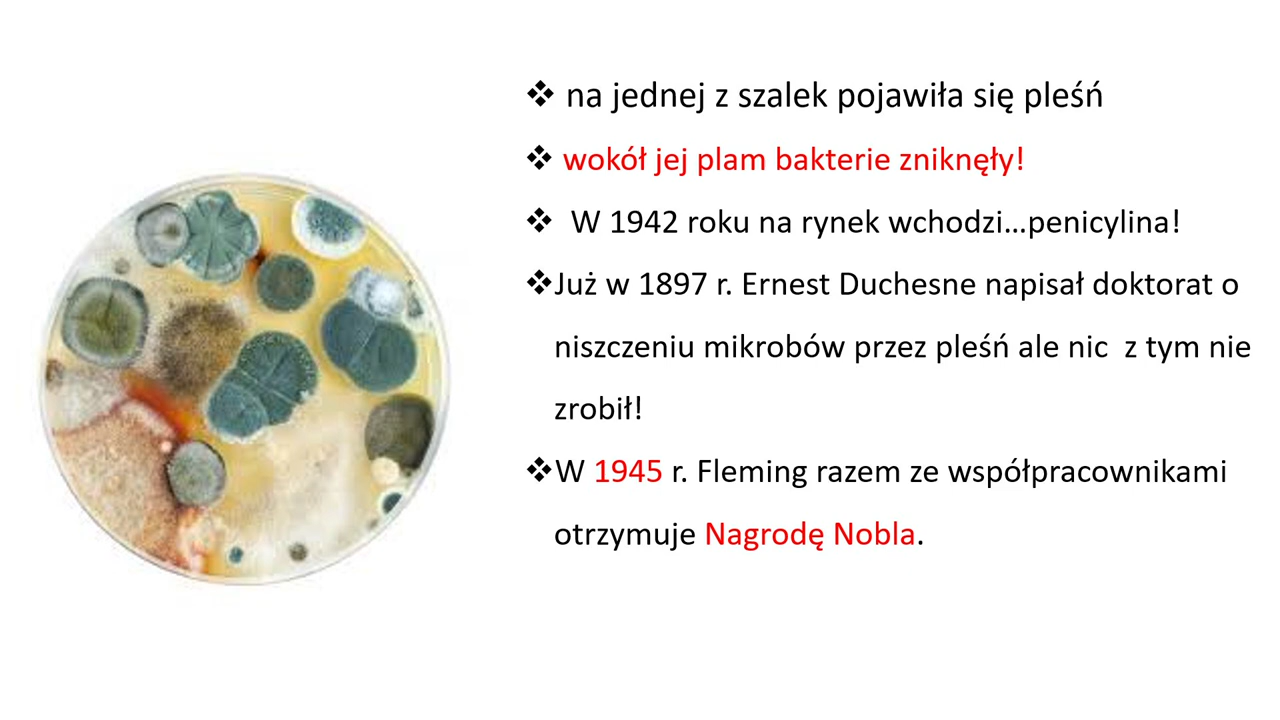 ❖ na jednej z szalek pojawiła się pleśń
❖ wokół jej plam bakterie zniknęły!
❖ W 1942 roku na rynek wchodzi...penicylina!
❖Już w 1897 r. Ernest Duchesne napisał doktorat o
niszczeniu mikrobów przez pleśń ale nic z tym nie
zrobił!
❖W 1945 r. Fleming razem ze współpracownikami
otrzymuje Nagrodę Nobla.